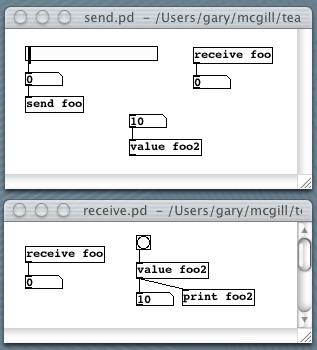 send.pd - /Users/gary/mcgill/tea
receive foo
0
0
send foo
10
value foo2
receive.pd - /Users/gary/mcgill/te
receive foo
value foo2
0
10
print foo2